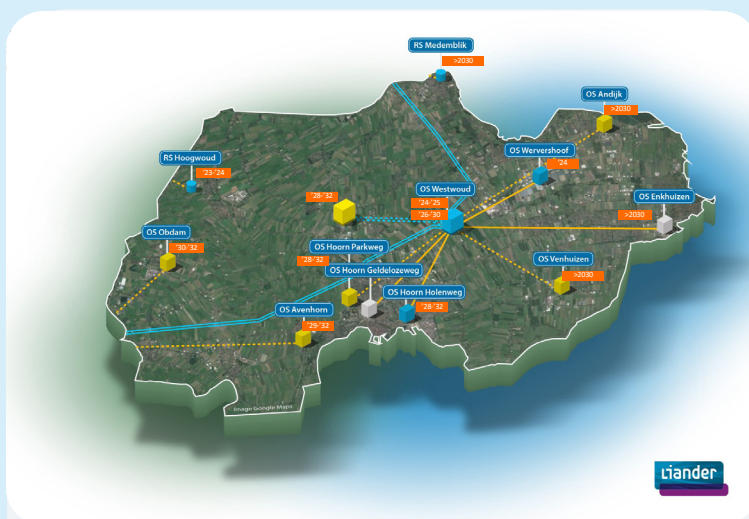 RS Medemblik
>2030
OS Andijk
>2030
OS Wervershoof
'24
RS Hoogwoud
'23-'24
OS Westwoud
'24-'25
'26-'30
'28-'32
OS Enkhuizen
>2030
OS Obdam
'30-'32
OS Hoorn Parkweg
'28-'32
OS Hoorn Geldelozeweg
OS Venhuizen
>2030
OS Hoorn Holenweg
'28-'32
OS Avenhorn
'29-'32
Image Google Maps
Liander